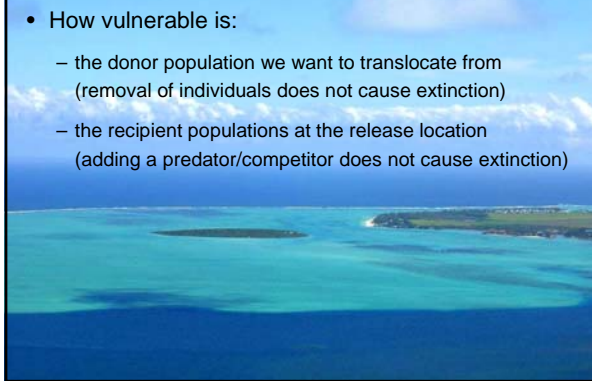 • How vulnerable is:
– the donor population we want to translocate from
(removal of individuals does not cause extinction)
– the recipient populations at the release location
(adding a predator/competitor does not cause extinction)